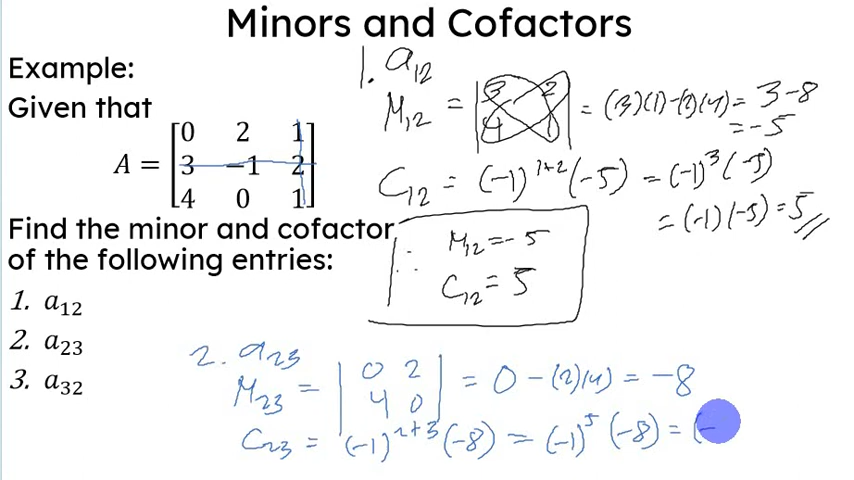 Minors and Cofactors
Example:
Given that
A = [0 2 1
3 −1 2
4 0 1]
Find the minor and cofactor
of the following entries:
1. a₁₂
2. a₂₃
3. a₃₂
1. a₁₂
M₁₂ = |3 2
4 1| = (3)(1)-(2)(4) = 3-8
= -5
C₁₂ = (-1)¹⁺²(-5) = (-1)³(-5)
= (-1)(-5) = 5//
∴ M₁₂ = -5
C₁₂ = 5
2. a₂₃
M₂₃ = |0 2
4 0| = 0 - (2)(4) = -8
C₂₃ = (-1)²⁺³(-8) = (-1)⁵(-8) = (-